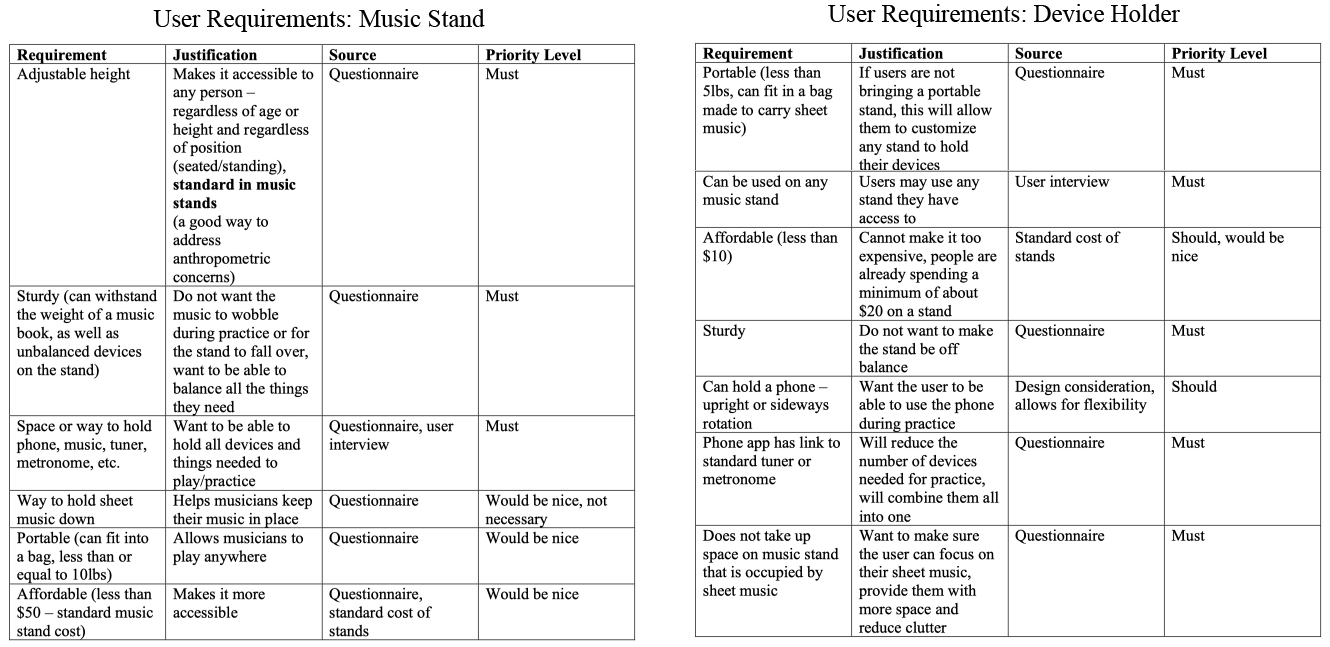 User Requirements: Music Stand
Requirement Justification Source Priority Level
Adjustable height
Makes it accessible to
any person –
regardless of age or
height and regardless
of position
(seated/standing),
standard in music
stands
(a good way to
address
anthropometric
concerns)
Questionnaire
Must
Sturdy (can withstand
the weight of a music
book, as well as
unbalanced devices
on the stand)
Do not want the
music to wobble
during practice or for
the stand to fall over,
want to be able to
balance all the things
they need
Questionnaire
Must
Space or way to hold
phone, music, tuner,
metronome, etc.
Want to be able to
hold all devices and
things needed to
play/practice
Questionnaire, user
interview
Must
Way to hold sheet
music down
Helps musicians keep
their music in place
Questionnaire
Would be nice, not
necessary
Portable (can fit into
a bag, less than or
equal to 10lbs)
Allows musicians to
play anywhere
Questionnaire
Would be nice
Affordable (less than
$50 – standard music
stand cost)
Makes it more
accessible
Questionnaire,
standard cost of
stands
Would be nice
User Requirements: Device Holder
Requirement Justification Source Priority Level
Portable (less than
5lbs, can fit in a bag
made to carry sheet
music)
If users are not
bringing a portable
stand, this will allow
them to customize
any stand to hold
their devices
Questionnaire
Must
Can be used on any
music stand
Users may use any
stand they have
access to
User interview
Must
Affordable (less than
$10)
Cannot make it too
expensive, people are
already spending a
minimum of about
$20 on a stand
Standard cost of
stands
Should, would be
nice
Sturdy
Do not want to make
the stand be off
balance
Questionnaire
Must
Can hold a phone –
upright or sideways
rotation
Want the user to be
able to use the phone
during practice
Design consideration,
allows for flexibility
Should
Phone app has link to
standard tuner or
metronome
Will reduce the
number of devices
needed for practice,
will combine them all
into one
Questionnaire
Must
Does not take up
space on music stand
that is occupied by
sheet music
Want to make sure
the user can focus on
their sheet music,
provide them with
more space and
reduce clutter
Questionnaire
Must